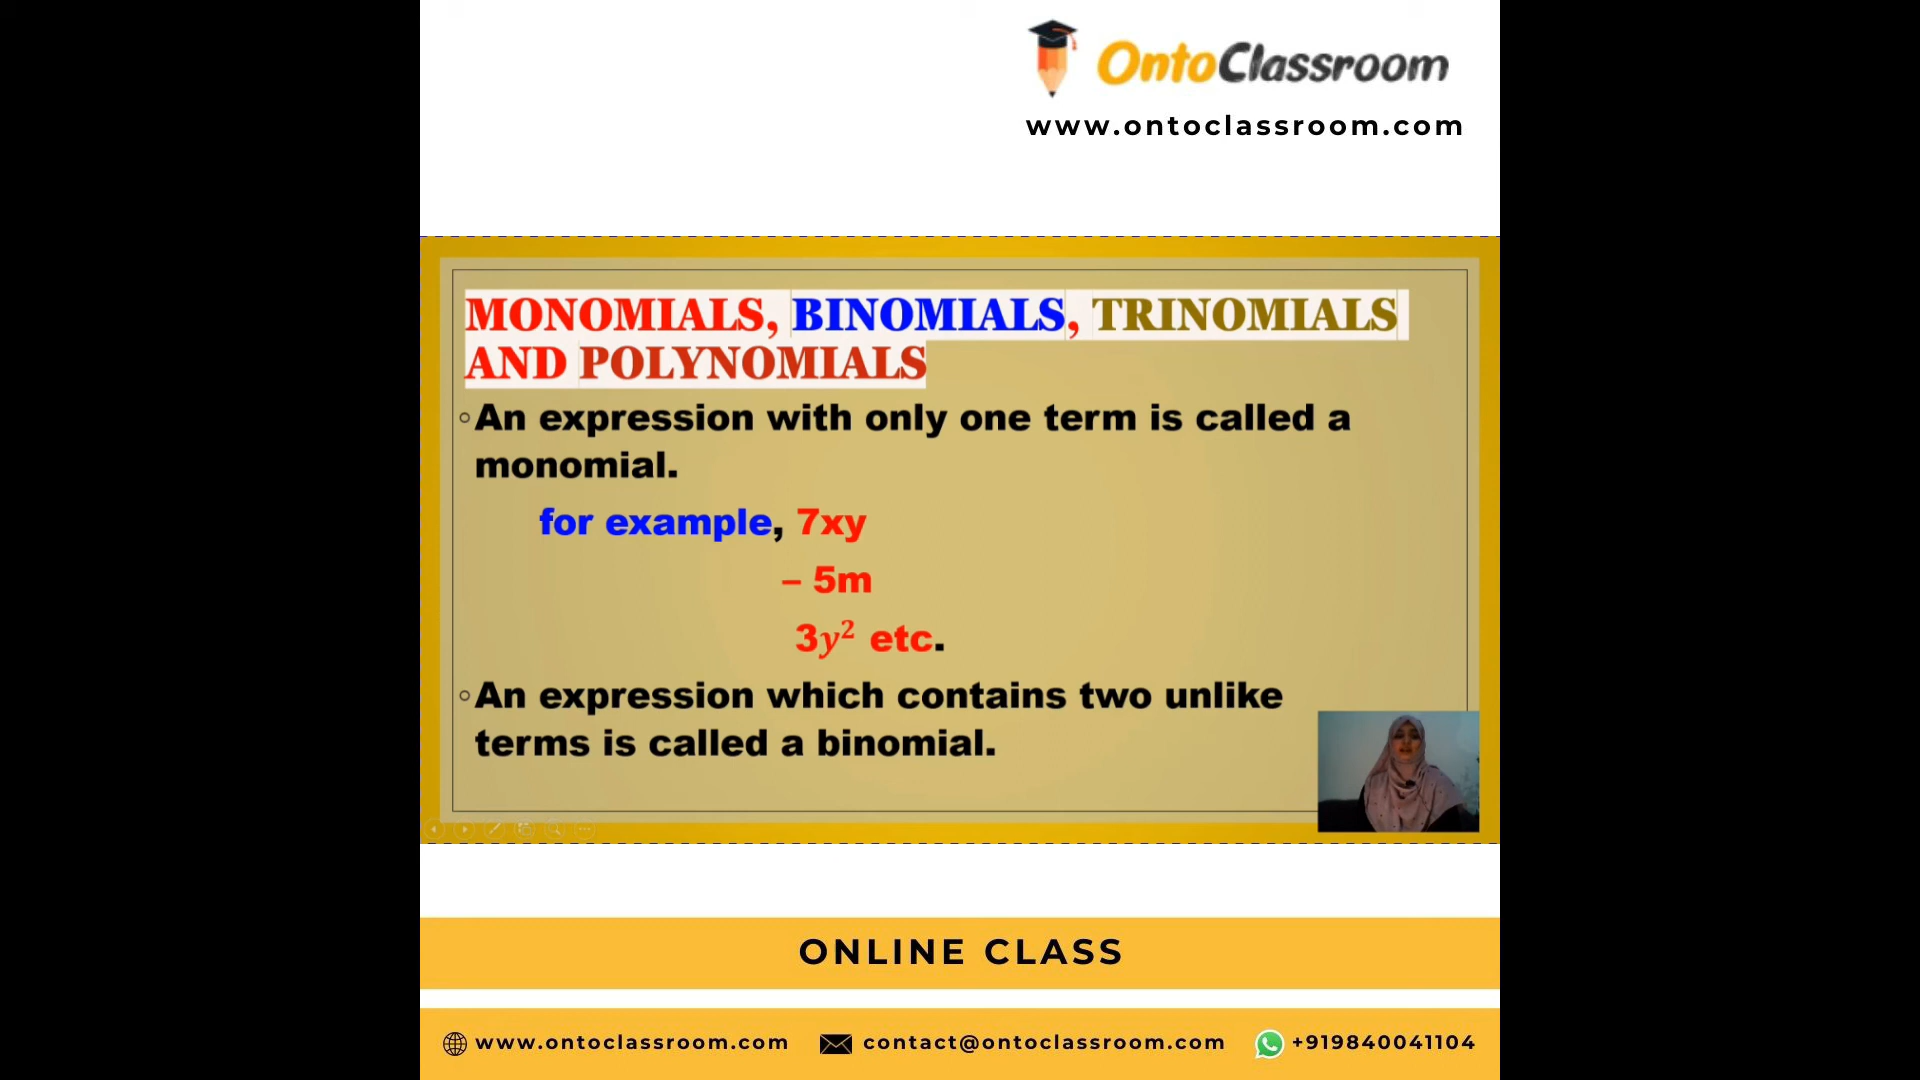 OntoClassroom
www.ontoclassroom.com
MONOMIALS, BINOMIALS, TRINOMIALS
AND POLYNOMIALS
◦An expression with only one term is called a
monomial.
for example, 7xy
– 5m
3y² etc.
◦An expression which contains two unlike
terms is called a binomial.
ONLINE CLASS
www.ontoclassroom.com contact@ontoclassroom.com +919840041104